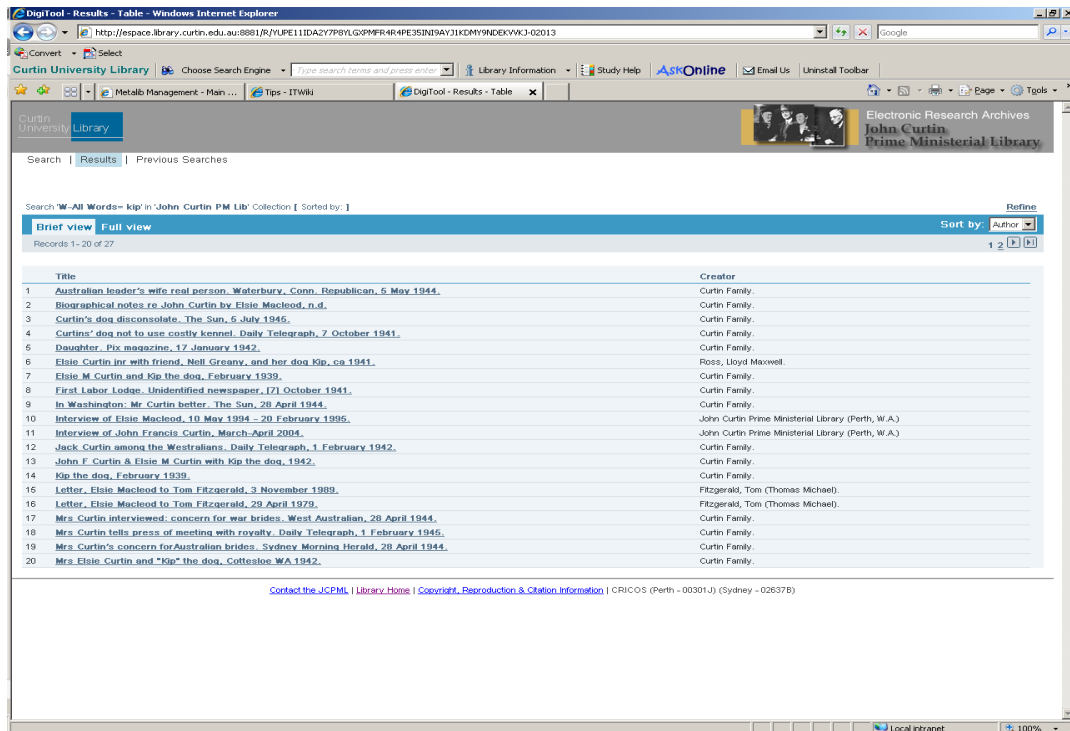 DigiTool - Results - Table - Windows Internet Explorer
http://espace.library.curtin.edu.au:8881/R/YUPE11IDA2Y7P8YLGXPMFR4R4PE35INI9AYJ1KDMY9NDEKVVKJ-02013 Google
Convert Select
Curtin University Library Choose Search Engine Type search terms and press enter Library Information Study Help AskOnline Email Us Uninstall Toolbar
Metalib Management - Main ... Tips - ITWiki DigiTool - Results - Table Page Tools
Curtin University Library
Electronic Research Archives
John Curtin
Prime Ministerial Library
Search | Results | Previous Searches
Search 'W-All Words= kip' in 'John Curtin PM Lib' Collection [ Sorted by: ] Refine
Brief view Full view Sort by: Author
Records 1- 20 of 27 1 2
Title Creator
1 Australian leader's wife real person. Waterbury, Conn. Republican, 5 May 1944. Curtin Family.
2 Biographical notes re John Curtin by Elsie Macleod, n.d. Curtin Family.
3 Curtin's dog disconsolate. The Sun, 5 July 1945. Curtin Family.
4 Curtins' dog not to use costly kennel. Daily Telegraph, 7 October 1941. Curtin Family.
5 Daughter. Pix magazine, 17 January 1942. Curtin Family.
6 Elsie Curtin jnr with friend, Nell Greany, and her dog Kip, ca 1941. Ross, Lloyd Maxwell.
7 Elsie M Curtin and Kip the dog, February 1939. Curtin Family.
8 First Labor Lodge. Unidentified newspaper, [7] October 1941. Curtin Family.
9 In Washington: Mr Curtin better. The Sun, 28 April 1944. Curtin Family.
10 Interview of Elsie Macleod, 10 May 1994 - 20 February 1995. John Curtin Prime Ministerial Library (Perth, W.A.)
11 Interview of John Francis Curtin, March-April 2004. John Curtin Prime Ministerial Library (Perth, W.A.)
12 Jack Curtin among the Westralians. Daily Telegraph, 1 February 1942. Curtin Family.
13 John F Curtin & Elsie M Curtin with Kip the dog, 1942. Curtin Family.
14 Kip the dog, February 1939. Curtin Family.
15 Letter, Elsie Macleod to Tom Fitzgerald, 3 November 1989. Fitzgerald, Tom (Thomas Michael).
16 Letter, Elsie Macleod to Tom Fitzgerald, 29 April 1979. Fitzgerald, Tom (Thomas Michael).
17 Mrs Curtin interviewed: concern for war brides. West Australian, 28 April 1944. Curtin Family.
18 Mrs Curtin tells press of meeting with royalty. Daily Telegraph, 1 February 1945. Curtin Family.
19 Mrs Curtin's concern forAustralian brides. Sydney Morning Herald, 28 April 1944. Curtin Family.
20 Mrs Elsie Curtin and "Kip" the dog, Cottesloe WA 1942. Curtin Family.
Contact the JCPML | Library Home | Copyright, Reproduction & Citation Information | CRICOS (Perth - 00301J) (Sydney - 02637B)
Local intranet 100%